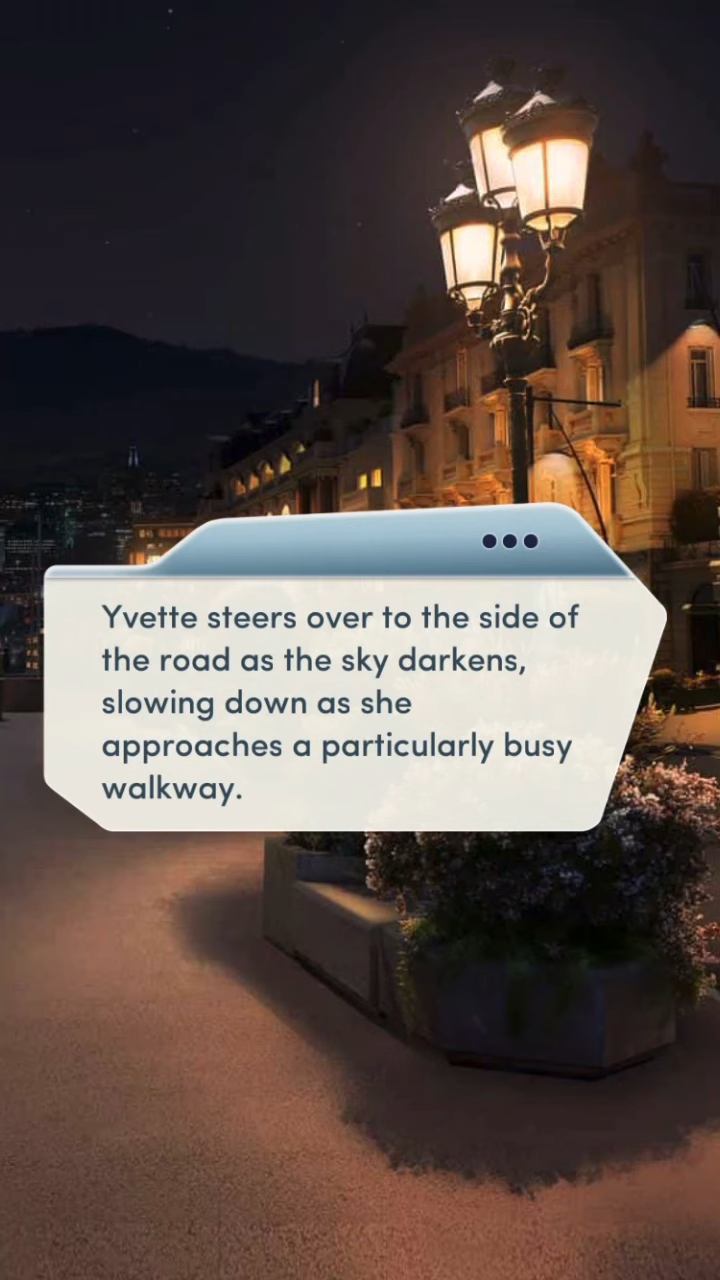 Yvette steers over to the side of
the road as the sky darkens,
slowing down as she
approaches a particularly busy
walkway.